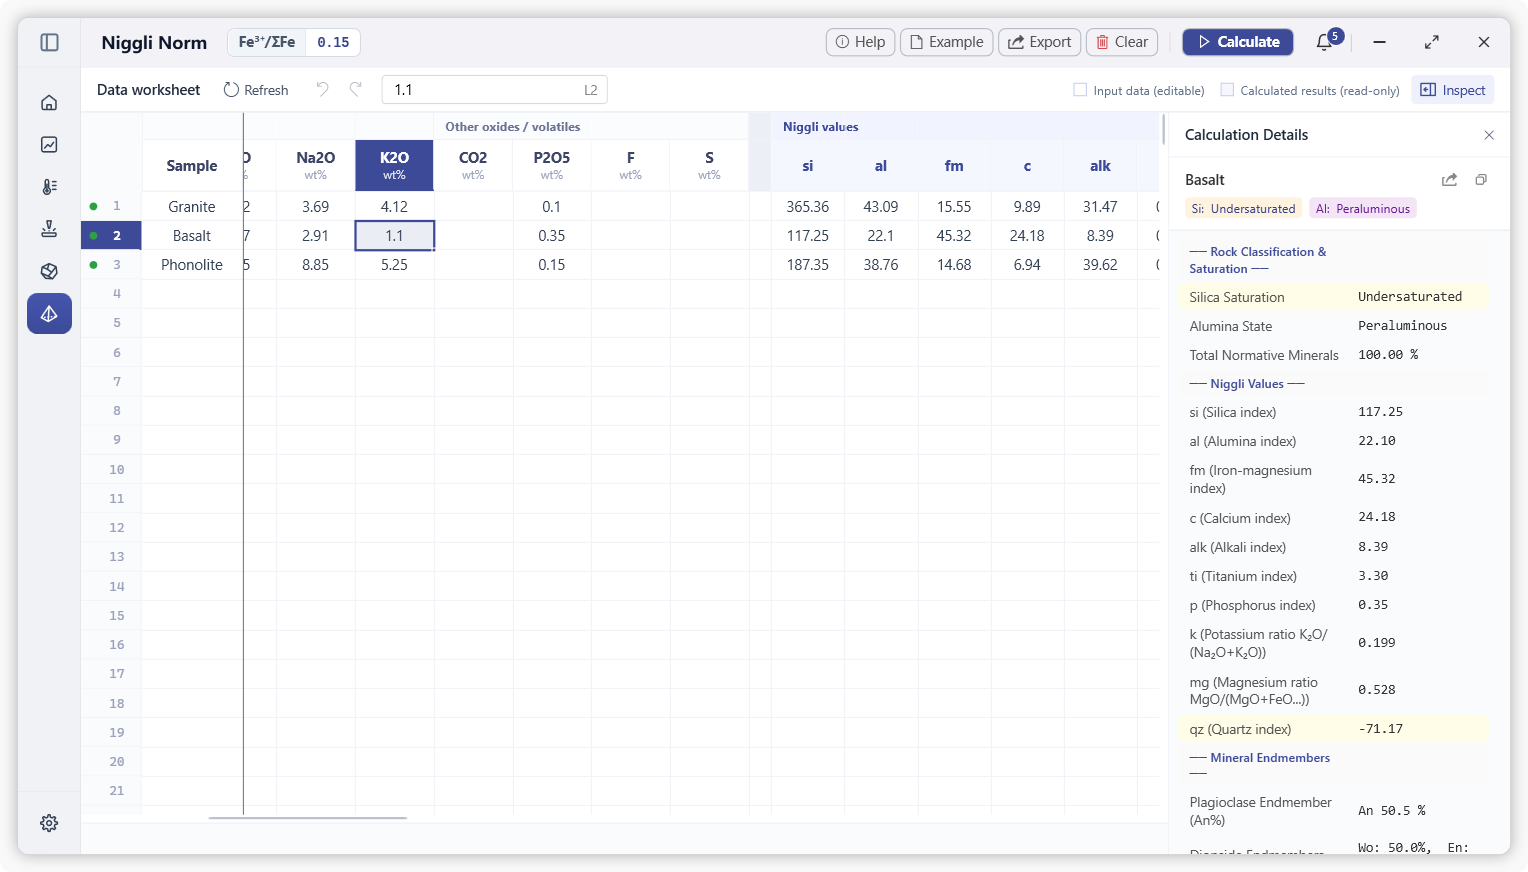 Niggli Norm Fe³⁺/ΣFe 0.15 Help Example Export Clear Calculate 5
Data worksheet Refresh 1.1 L2 Input data (editable) Calculated results (read-only) Inspect
Other oxides / volatiles Niggli values
Sample Na2O K2O CO2 P2O5 F S si al fm c alk
wt% wt% wt% wt% wt% wt%
1 Granite 2 3.69 4.12 0.1 365.36 43.09 15.55 9.89 31.47
2 Basalt 7 2.91 1.1 0.35 117.25 22.1 45.32 24.18 8.39
3 Phonolite 5 8.85 5.25 0.15 187.35 38.76 14.68 6.94 39.62
4
5
6
7
8
9
10
11
12
13
14
15
16
17
18
19
20
21
Calculation Details
Basalt
Si: Undersaturated Al: Peraluminous
── Rock Classification &
Saturation ──
Silica Saturation Undersaturated
Alumina State Peraluminous
Total Normative Minerals 100.00 %
── Niggli Values ──
si (Silica index) 117.25
al (Alumina index) 22.10
fm (Iron-magnesium
index) 45.32
c (Calcium index) 24.18
alk (Alkali index) 8.39
ti (Titanium index) 3.30
p (Phosphorus index) 0.35
k (Potassium ratio K₂O/
(Na₂O+K₂O)) 0.199
mg (Magnesium ratio
MgO/(MgO+FeO...)) 0.528
qz (Quartz index) -71.17
── Mineral Endmembers
──
Plagioclase Endmember
(An%) An 50.5 %
Diopside Endmembers Wo: 50.0%, En: